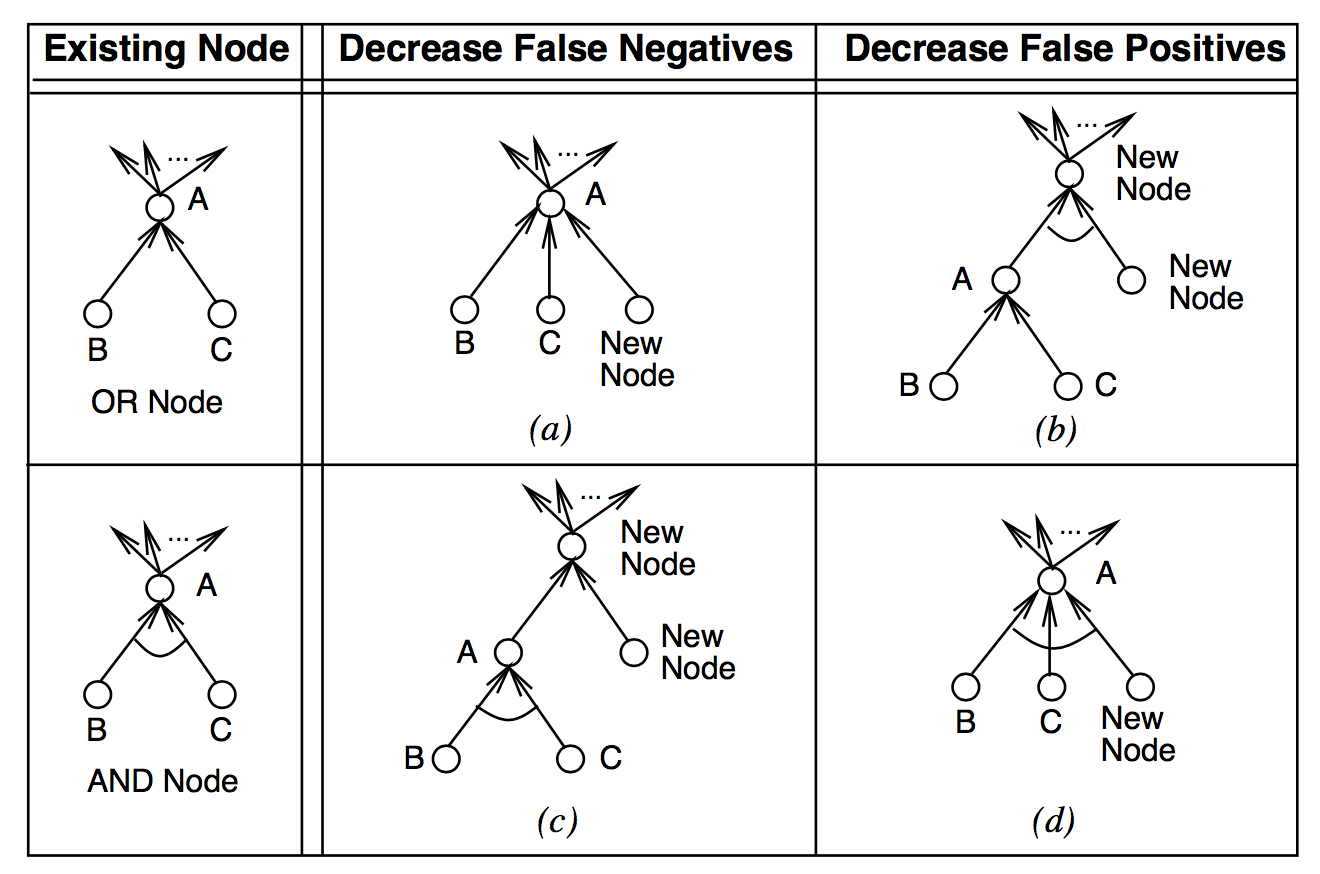 Existing Node
Decrease False Negatives
Decrease False Positives
...
A
B
C
OR Node
...
A
B
C
New
Node
(a)
...
New
Node
A
New
Node
B
C
(b)
...
A
B
C
AND Node
...
New
Node
A
New
Node
B
C
(c)
...
A
B
C
New
Node
(d)